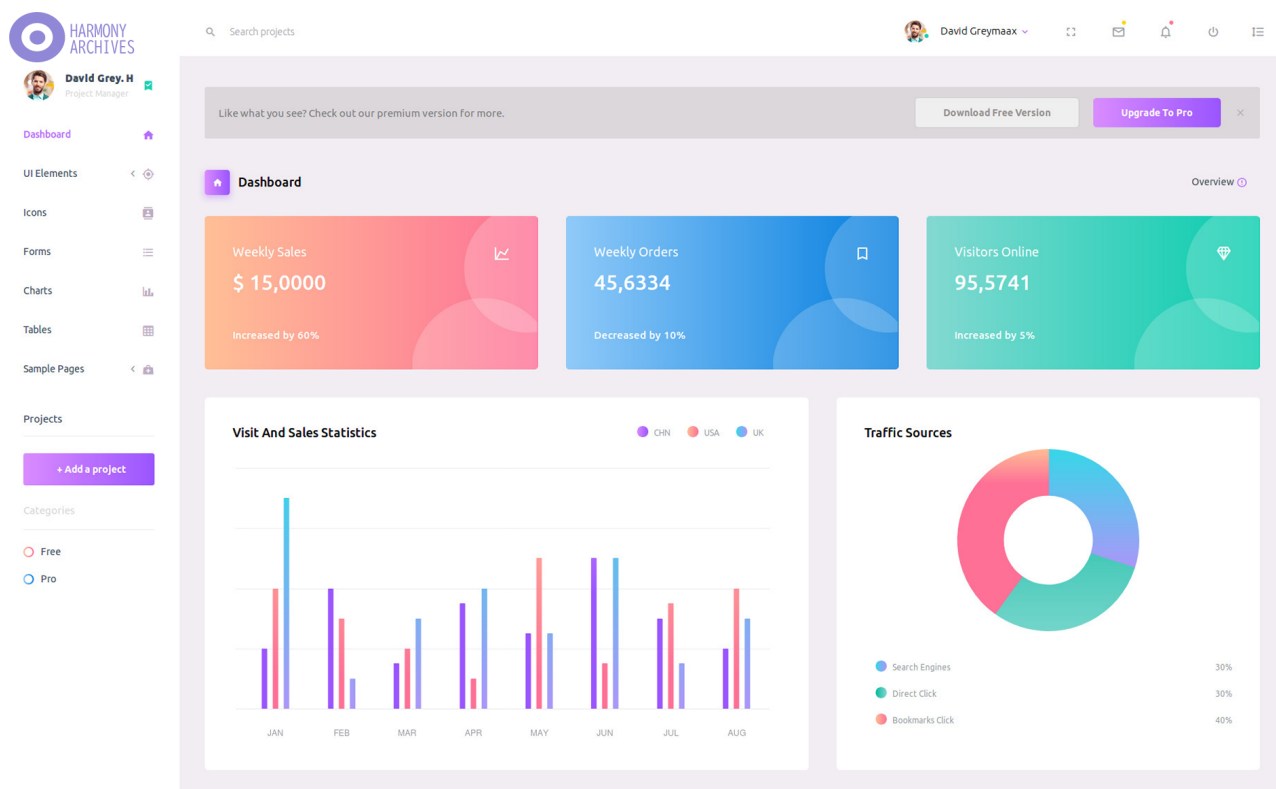 HARMONY
ARCHIVES
Search projects
David Greymaax
David Grey. H
Project Manager
Dashboard
UI Elements
Icons
Forms
Charts
Tables
Sample Pages
Projects
+ Add a project
Categories
Free
Pro
Like what you see? Check out our premium version for more.
Download Free Version
Upgrade To Pro
Dashboard
Overview
Weekly Sales
$ 15,0000
Increased by 60%
Weekly Orders
45,6334
Decreased by 10%
Visitors Online
95,5741
Increased by 5%
Visit And Sales Statistics
CHN USA UK
JAN FEB MAR APR MAY JUN JUL AUG
Traffic Sources
Search Engines 30%
Direct Click 30%
Bookmarks Click 40%